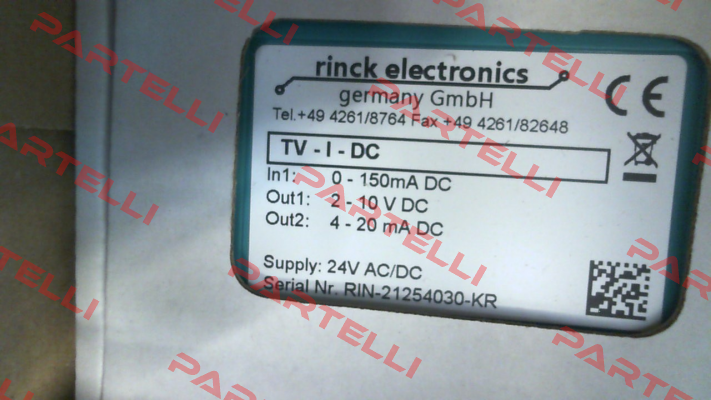 rinck electronics
germany GmbH
Tel.+49 4261/8764 Fax +49 4261/82648
TV - I - DC
In1: 0 - 150mA DC
Out1: 2 - 10 V DC
Out2: 4 - 20 mA DC
Supply: 24V AC/DC
Serial Nr. RIN-21254030-KR
CE
PARTELLI
PARTELLI
PARTELLI
PARTELLI
PARTELLI
PARTELLI
PARTELLI